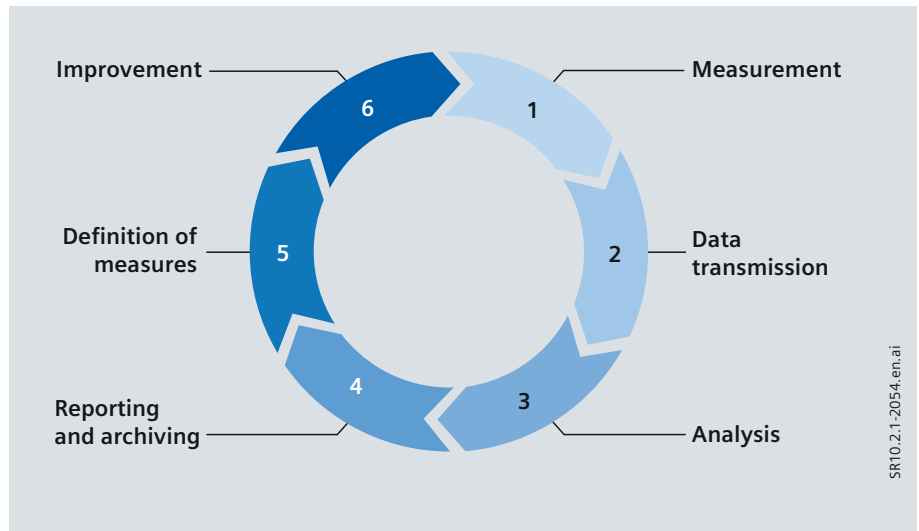 Improvement
6
1
Measurement
Definition of
measures
5
2
Data
transmission
Reporting
and archiving
4
3
Analysis
SR10.2.1-2054.en.ai